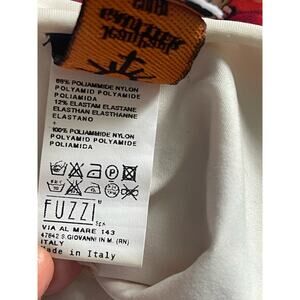 88% POLIAMMIDE NYLON
POLYAMID POLYAMIDE
POLIAMIDA
12% ELASTAN ELASTANE
ELASTHAN ELASTHANNE
ELASTANO
+
100% POLIAMMIDE NYLON
POLYAMID POLYAMIDE
POLIAMIDA
P
FUZZI
VIA AL MARE 143
47842 S.GIOVANNI IN M. (RN)
ITALY
Made in Italy